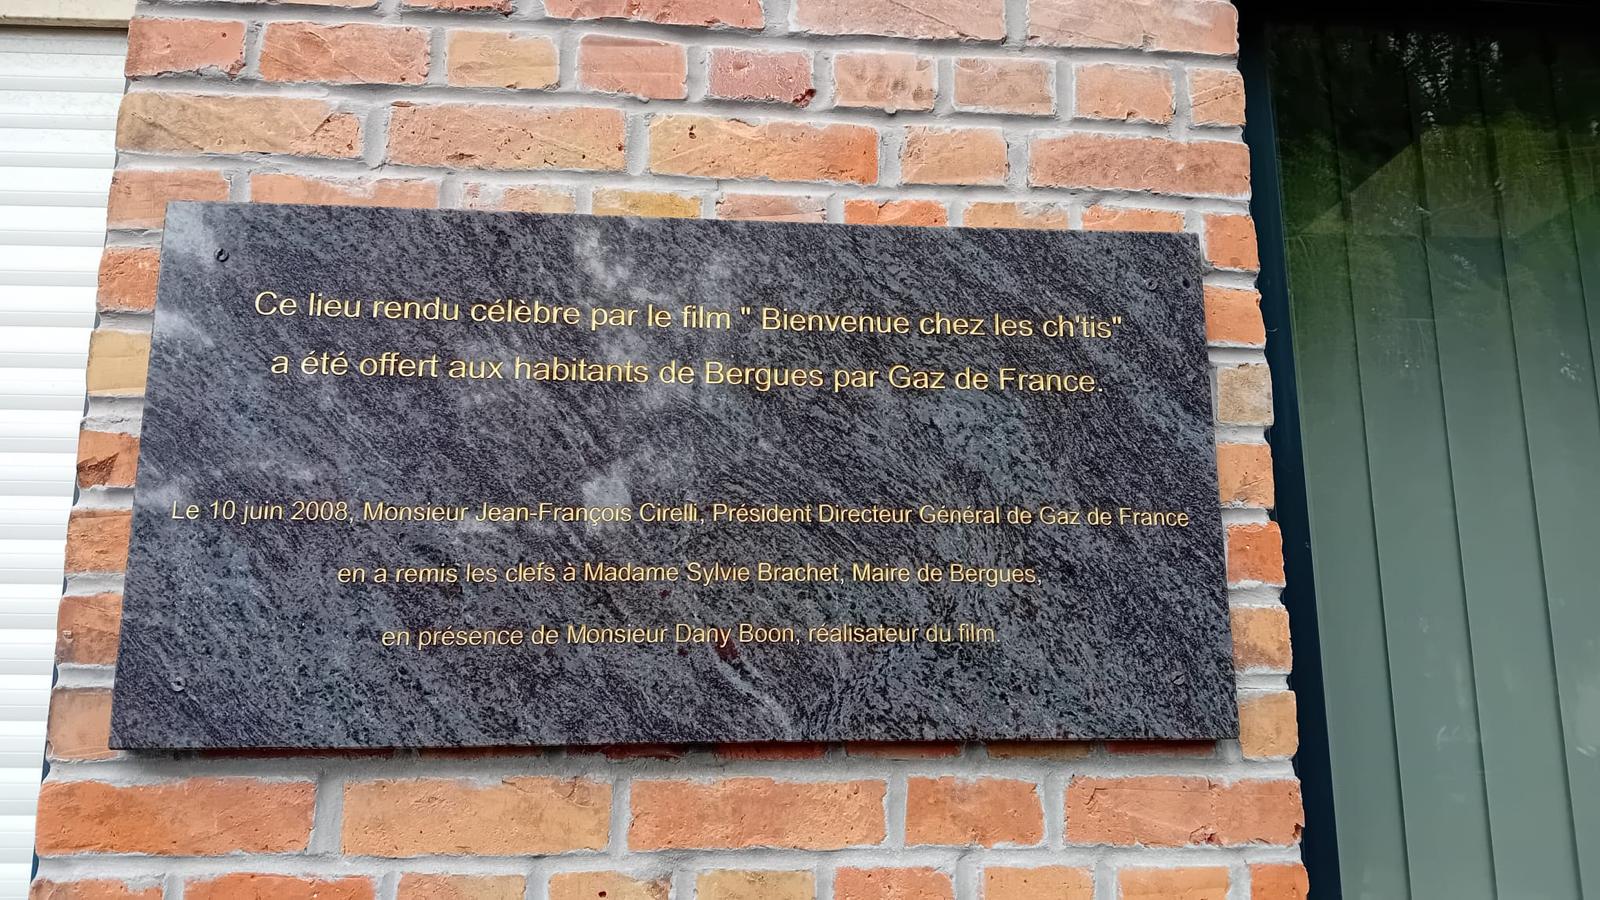 Ce lieu rendu célèbre par le film " Bienvenue chez les ch'tis"
a été offert aux habitants de Bergues par Gaz de France.
Le 10 juin 2008, Monsieur Jean-François Cirelli, Président Directeur Général de Gaz de France
en a remis les clefs à Madame Sylvie Brachet, Maire de Bergues,
en présence de Monsieur Dany Boon, réalisateur du film.